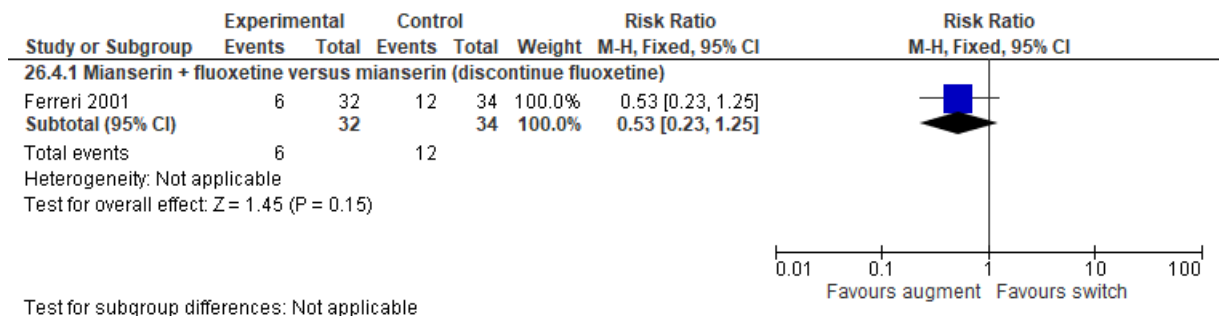 Experimental Control Risk Ratio Risk Ratio
Study or Subgroup Events Total Events Total Weight M-H, Fixed, 95% CI M-H, Fixed, 95% CI
26.4.1 Mianserin + fluoxetine versus mianserin (discontinue fluoxetine)
Ferreri 2001 6 32 12 34 100.0% 0.53 [0.23, 1.25]
Subtotal (95% CI) 32 34 100.0% 0.53 [0.23, 1.25]
Total events 6 12
Heterogeneity: Not applicable
Test for overall effect: Z = 1.45 (P = 0.15)
0.01 0.1 1 10 100
Favours augment Favours switch
Test for subgroup differences: Not applicable